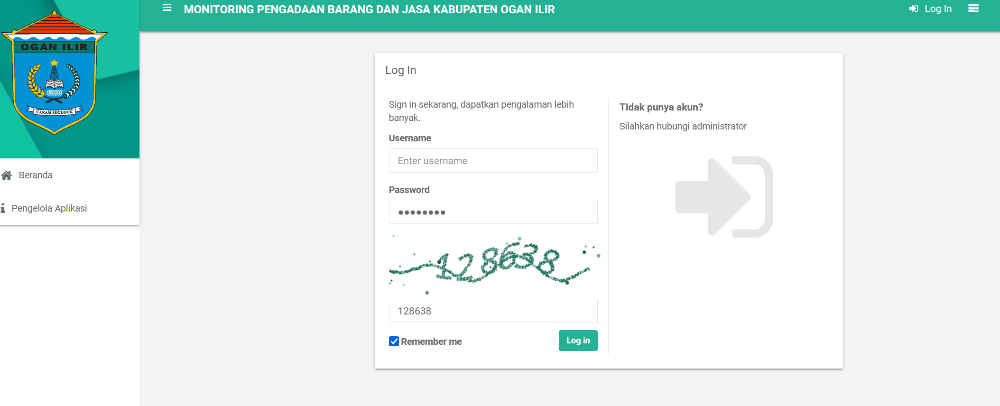 MONITORING PENGADAAN BARANG DAN JASA KABUPATEN OGAN ILIR
Log In
OGAN ILIR
CARAM SEGUGUK
Beranda
Pengelola Aplikasi
Log In
Sign in sekarang, dapatkan pengalaman lebih
banyak.
Username
Enter username
Password
128638
128638
Remember me
Log in
Tidak punya akun?
Silahkan hubungi administrator